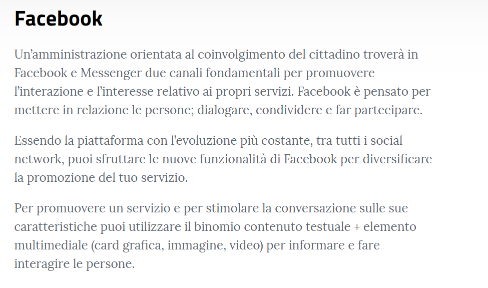 Facebook
Un'amministrazione orientata al coinvolgimento del cittadino troverà in
Facebook e Messenger due canali fondamentali per promuovere
l'interazione e l'interesse relativo ai propri servizi. Facebook è pensato per
mettere in relazione le persone; dialogare, condividere e far partecipare.
Essendo la piattaforma con l'evoluzione più costante, tra tutti i social
network, puoi sfruttare le nuove funzionalità di Facebook per diversificare
la promozione del tuo servizio.
Per promuovere un servizio e per stimolare la conversazione sulle sue
caratteristiche puoi utilizzare il binomio contenuto testuale + elemento
multimediale (card grafica, immagine, video) per informare e fare
interagire le persone.